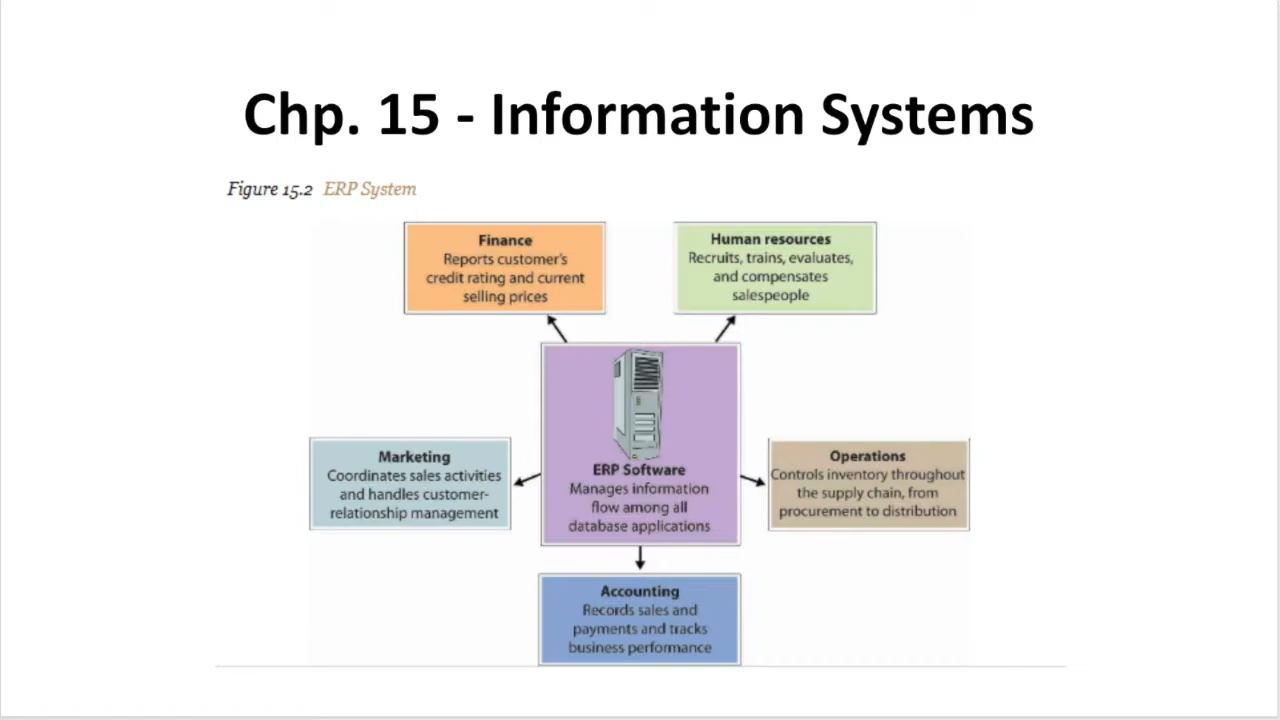 Chp. 15 - Information Systems
Figure 15.2 ERP System
Finance
Reports customer's
credit rating and current
selling prices
Human resources
Recruits, trains, evaluates,
and compensates
salespeople
Marketing
Coordinates sales activities
and handles customer-
relationship management
ERP Software
Manages information
flow among all
database applications
Operations
Controls inventory throughout
the supply chain, from
procurement to distribution
Accounting
Records sales and
payments and tracks
business performance